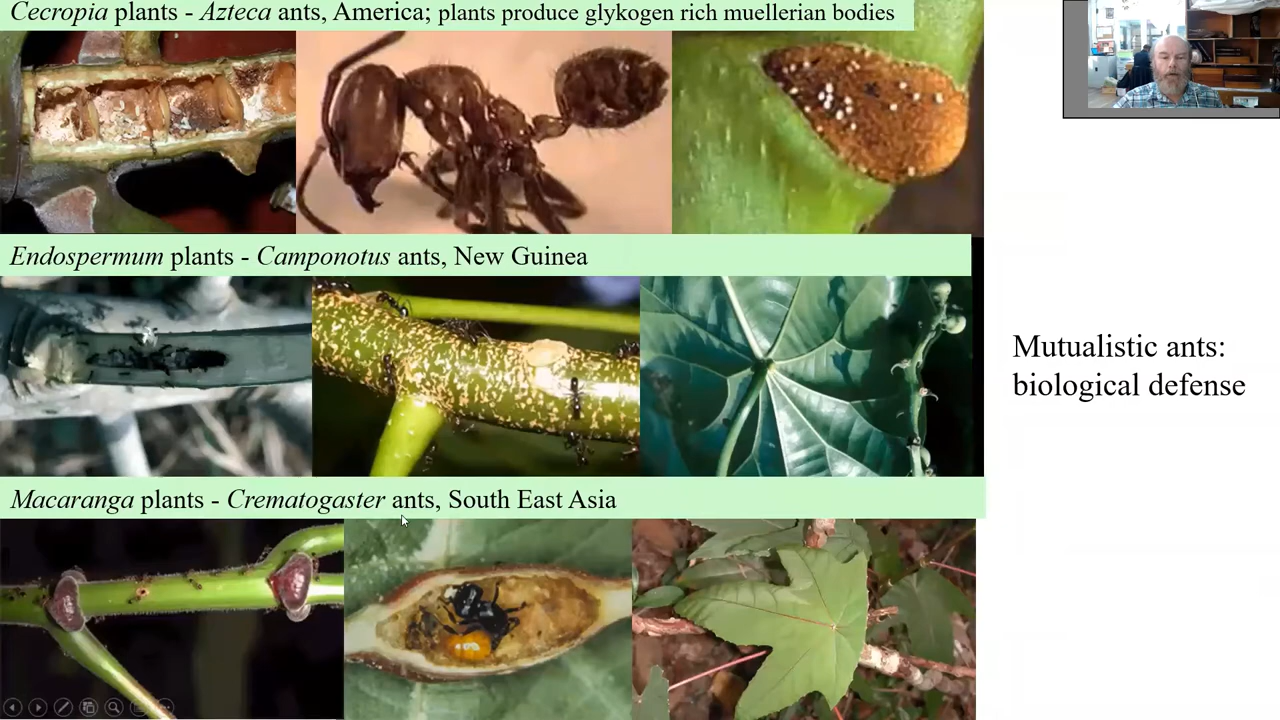 Cecropia plants - Azteca ants, America; plants produce glykogen rich muellerian bodies
Endospermum plants - Camponotus ants, New Guinea
Mutualistic ants:
biological defense
Macaranga plants - Crematogaster ants, South East Asia